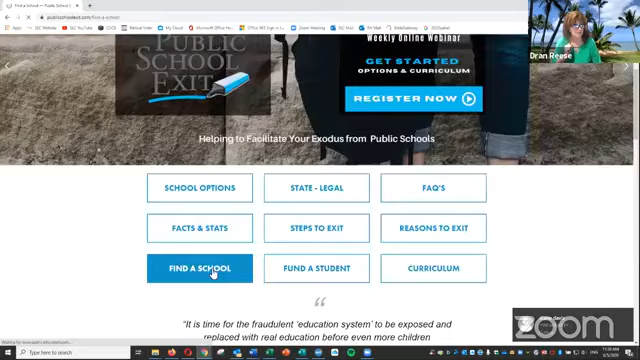 Find a School — Public School E
publicschoolexit.com/find-a-school
Dran Reese
PUBLIC
SCHOOL
EXIT
Weekly Online Webinar
GET STARTED
OPTIONS & CURRICULUM
REGISTER NOW
Helping to Facilitate Your Exodus from Public Schools
SCHOOL OPTIONS
STATE - LEGAL
FAQ'S
FACTS & STATS
STEPS TO EXIT
REASONS TO EXIT
FIND A SCHOOL
FUND A STUDENT
CURRICULUM
“It is time for the fraudulent ‘education system’ to be exposed and
replaced with real education before even more children
zoom
Type here to search